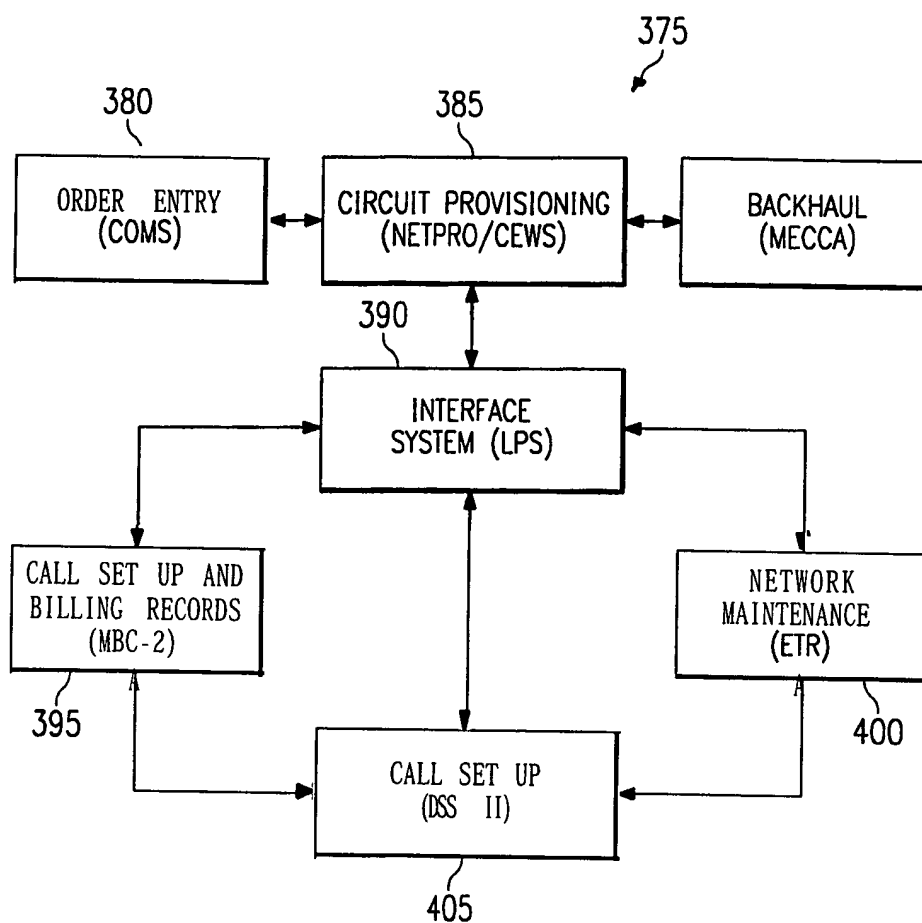 375
380
385
ORDER ENTRY
(COMS)
CIRCUIT PROVISIONING
(NETPRO/CEWS)
BACKHAUL
(MECCA)
390
INTERFACE
SYSTEM (LPS)
CALL SET UP AND
BILLING RECORDS
(MBC-2)
NETWORK
MAINTENANCE
(ETR)
395
400
CALL SET UP
(DSS II)
405